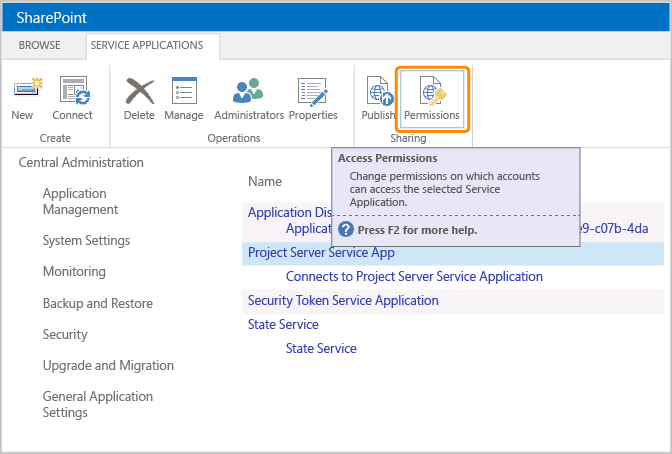 SharePoint
BROWSE SERVICE APPLICATIONS
New Connect Delete Manage Administrators Properties Publish Permissions
Create Operations Sharing
Central Administration
Application
Management
System Settings
Monitoring
Backup and Restore
Security
Upgrade and Migration
General Application
Settings
Access Permissions
Change permissions on which accounts
can access the selected Service
Application.
Press F2 for more help.
Name
Application Dis
Applicat e9-c07b-4da
Project Server Service App
Connects to Project Server Service Application
Security Token Service Application
State Service
State Service